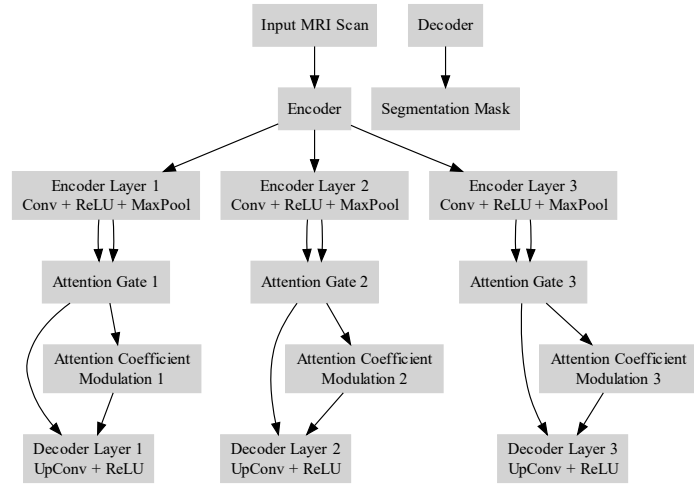 Input MRI Scan
Decoder
Encoder
Segmentation Mask
Encoder Layer 1
Conv + ReLU + MaxPool
Encoder Layer 2
Conv + ReLU + MaxPool
Encoder Layer 3
Conv + ReLU + MaxPool
Attention Gate 1
Attention Gate 2
Attention Gate 3
Attention Coefficient
Modulation 1
Attention Coefficient
Modulation 2
Attention Coefficient
Modulation 3
Decoder Layer 1
UpConv + ReLU
Decoder Layer 2
UpConv + ReLU
Decoder Layer 3
UpConv + ReLU